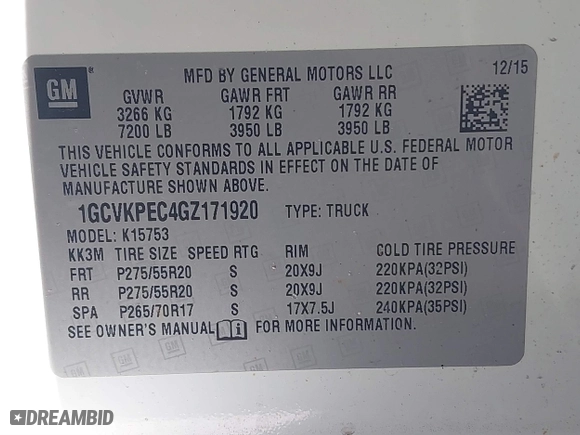 GM
MFD BY GENERAL MOTORS LLC
12/15
GVWR GAWR FRT GAWR RR
3266 KG 1792 KG 1792 KG
7200 LB 3950 LB 3950 LB
THIS VEHICLE CONFORMS TO ALL APPLICABLE U.S. FEDERAL MOTOR
VEHICLE SAFETY STANDARDS IN EFFECT ON THE DATE OF
MANUFACTURE SHOWN ABOVE.
1GCVKPEC4GZ171920 TYPE: TRUCK
MODEL: K15753
KK3M TIRE SIZE SPEED RTG RIM COLD TIRE PRESSURE
FRT P275/55R20 S 20X9J 220KPA(32PSI)
RR P275/55R20 S 20X9J 220KPA(32PSI)
SPA P265/70R17 S 17X7.5J 240KPA(35PSI)
SEE OWNER'S MANUAL FOR MORE INFORMATION.
DREAMBID